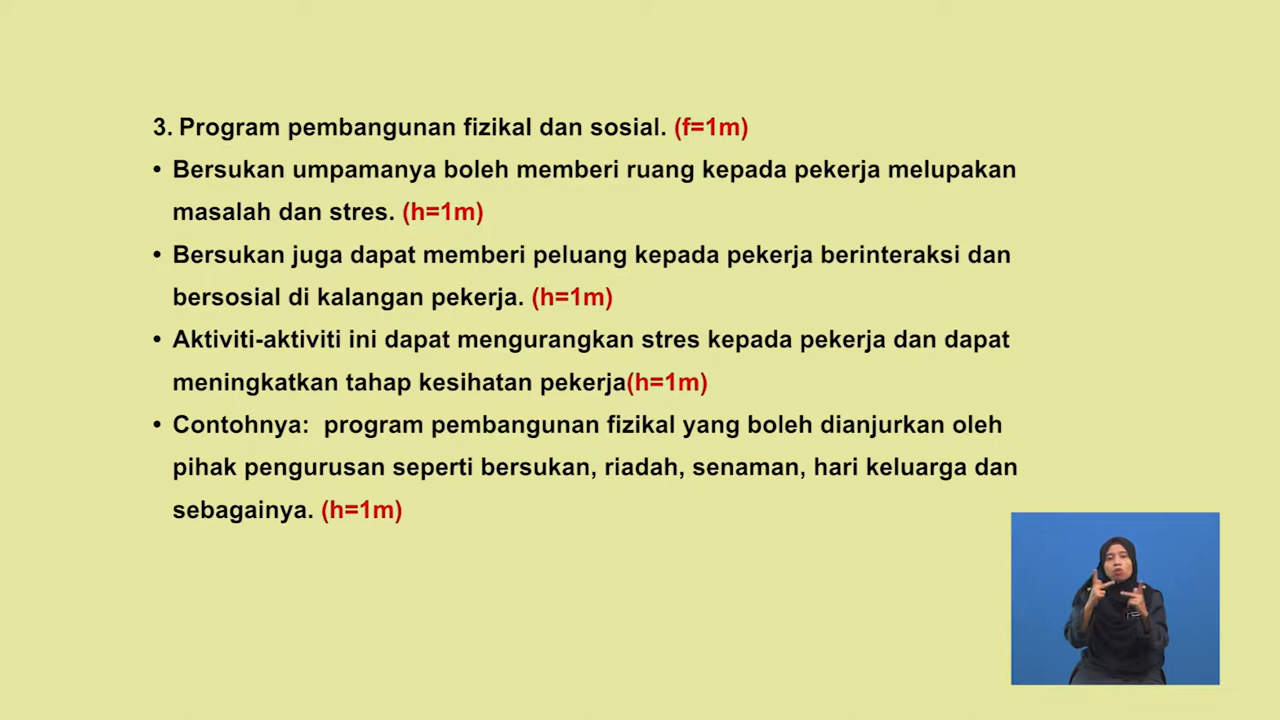 3. Program pembangunan fizikal dan sosial. (f=1m)
• Bersukan umpamanya boleh memberi ruang kepada pekerja melupakan
masalah dan stres. (h=1m)
• Bersukan juga dapat memberi peluang kepada pekerja berinteraksi dan
bersosial di kalangan pekerja. (h=1m)
• Aktiviti-aktiviti ini dapat mengurangkan stres kepada pekerja dan dapat
meningkatkan tahap kesihatan pekerja(h=1m)
• Contohnya:  program pembangunan fizikal yang boleh dianjurkan oleh
pihak pengurusan seperti bersukan, riadah, senaman, hari keluarga dan
sebagainya. (h=1m)